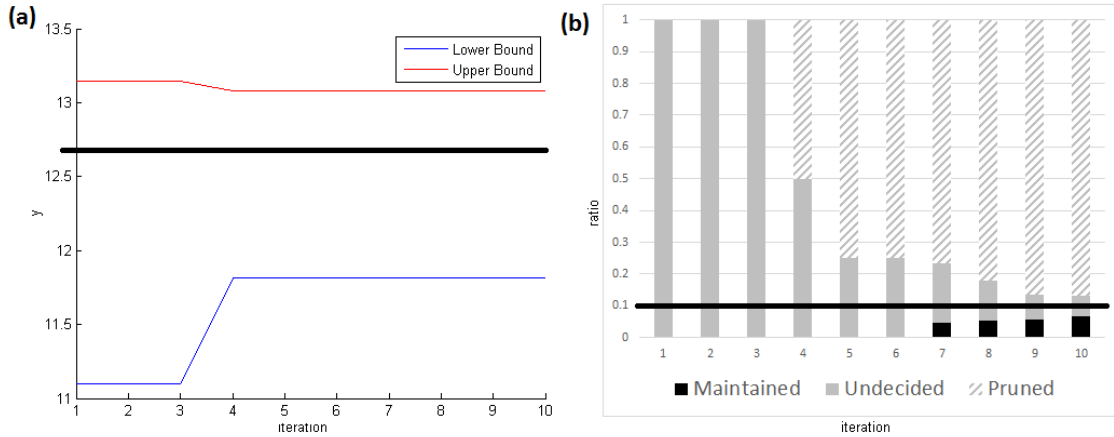 (a)
13.5
13
12.5
12
11.5
11
y
1 2 3 4 5 6 7 8 9 10
iteration
Lower Bound
Upper Bound
(b)
1
0.9
0.8
0.7
0.6
0.5
0.4
0.3
0.2
0.1
0
ratio
1 2 3 4 5 6 7 8 9 10
Maintained Undecided Pruned
iteration